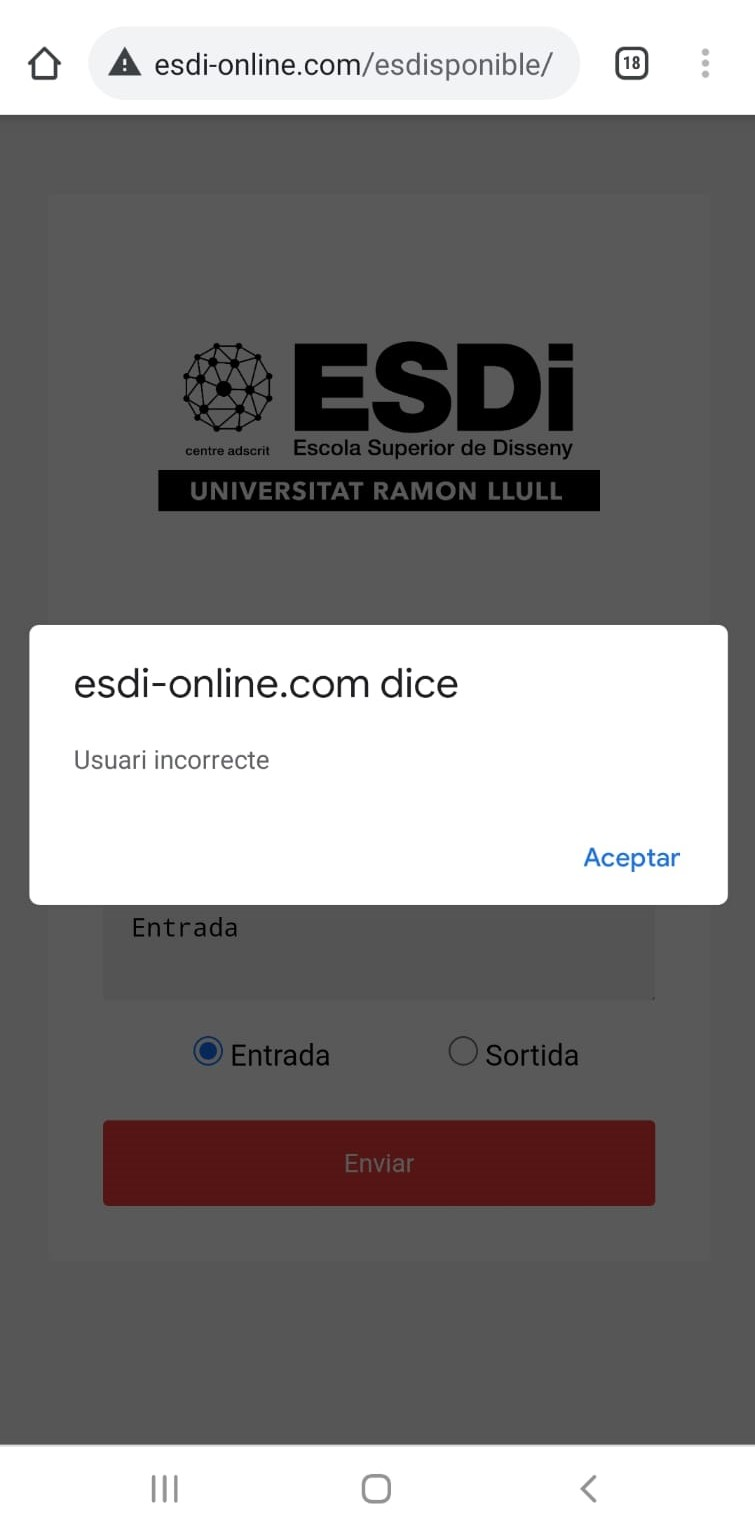 esdi-online.com/esdisponible/
18
ESDi
centre adscrit
Escola Superior de Disseny
UNIVERSITAT RAMON LLULL
esdi-online.com dice
Usuari incorrecte
Aceptar
Entrada
Entrada
Sortida
Enviar